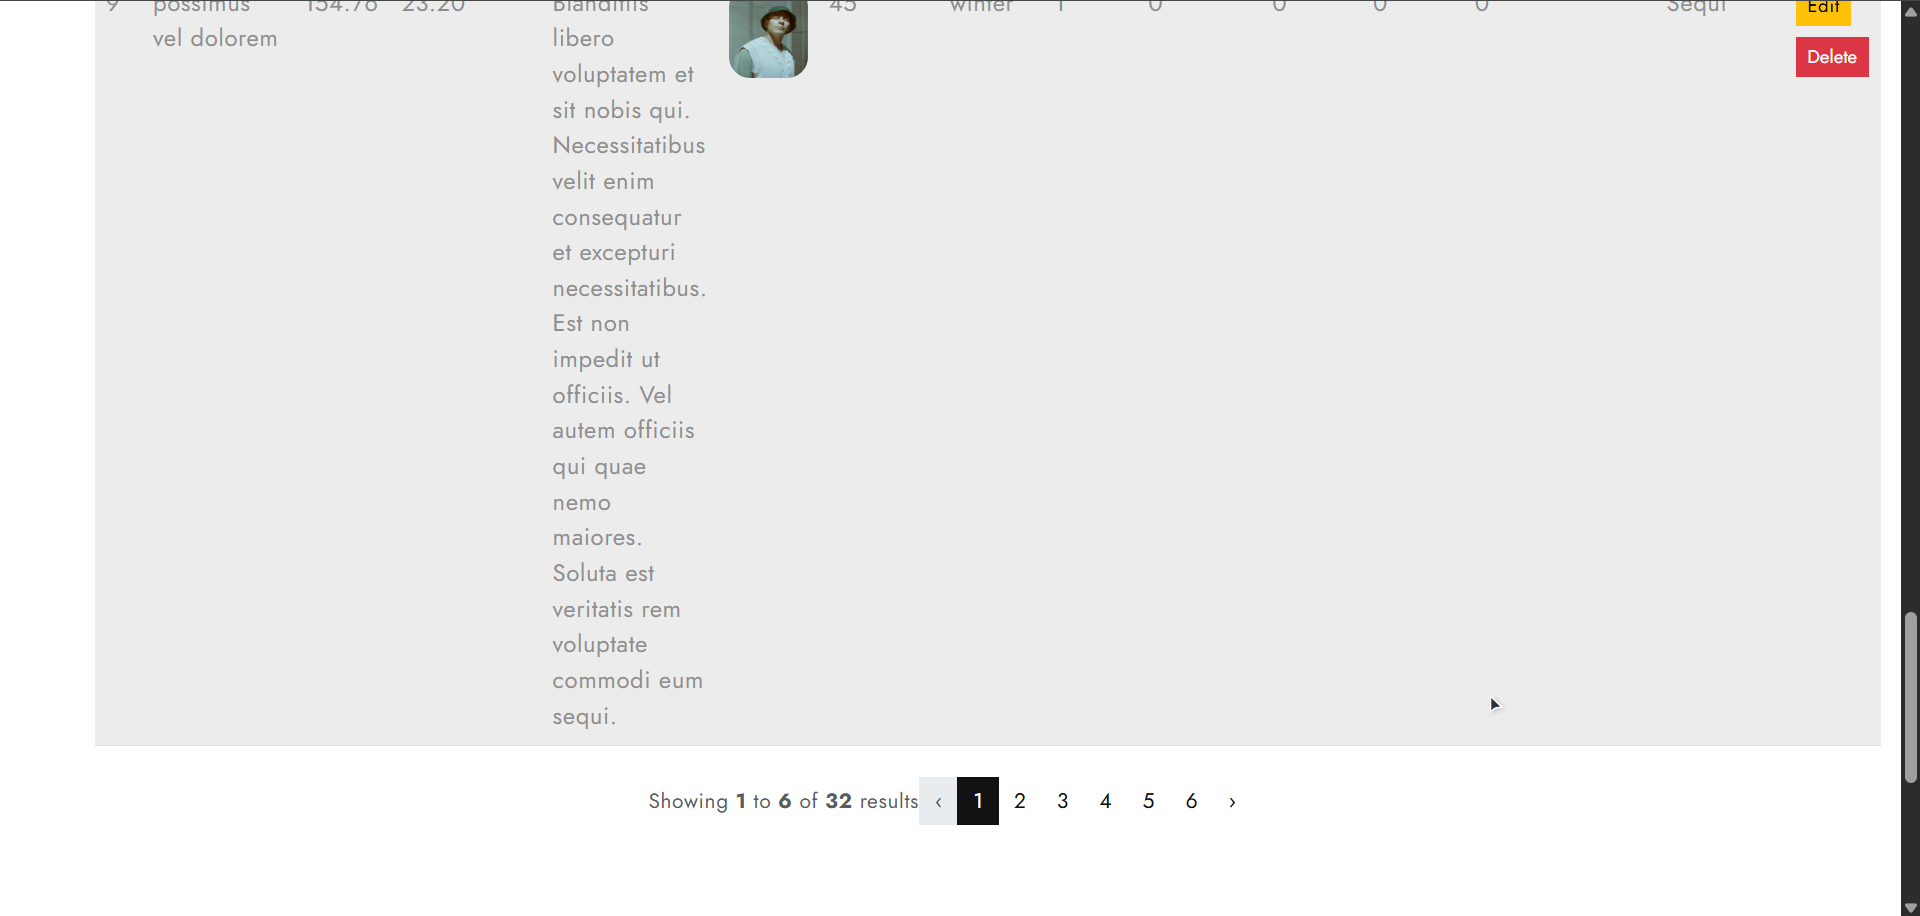 9 possimus 154.76 23.20 Blanditiis 45 winter 1 0 0 0 0 Sequi Edit
vel dolorem libero Delete
voluptatem et
sit nobis qui.
Necessitatibus
velit enim
consequatur
et excepturi
necessitatibus.
Est non
impedit ut
officiis. Vel
autem officiis
qui quae
nemo
maiores.
Soluta est
veritatis rem
voluptate
commodi eum
sequi.
Showing 1 to 6 of 32 results ‹ 1 2 3 4 5 6 ›